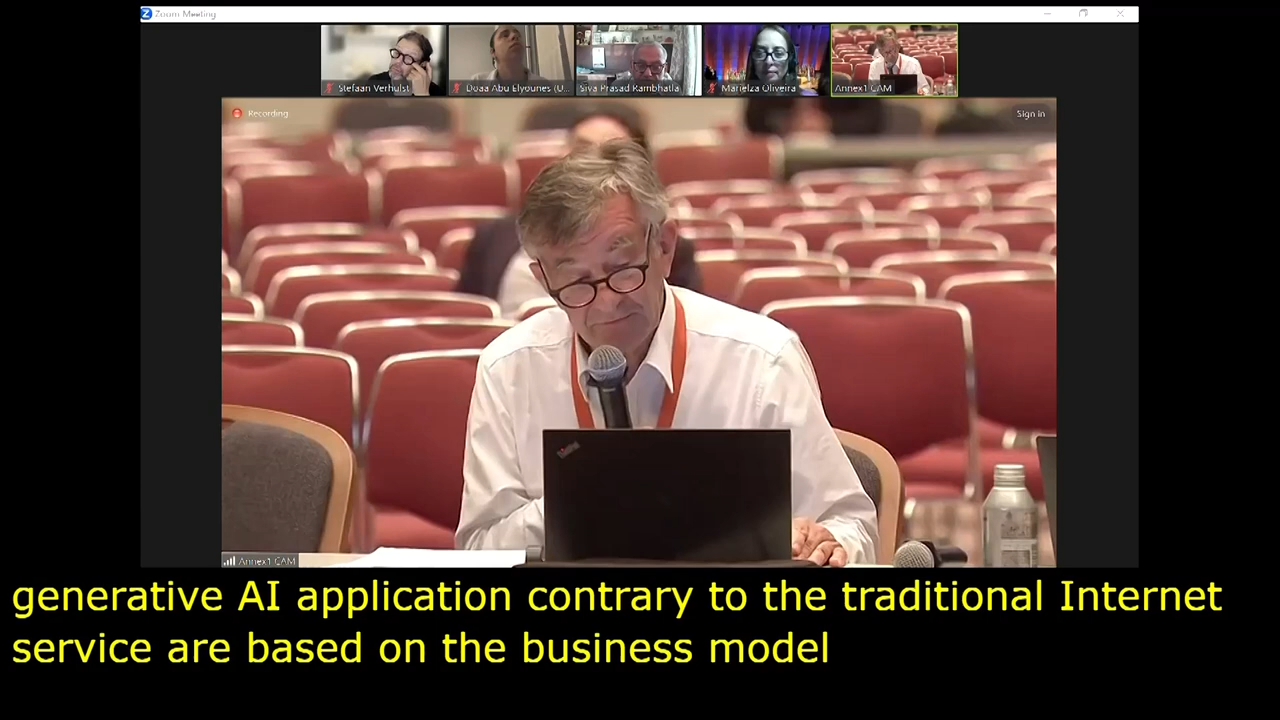 Zoom Meeting
Stefaan Verhulst
Doaa Abu Elyounes (U...
Siva Prasad Rambhatla
Marielza Oliveira
Annex1 CAM
Recording
Sign in
ThinkPad
Annex1 CAM
generative AI application contrary to the traditional Internet
service are based on the business model